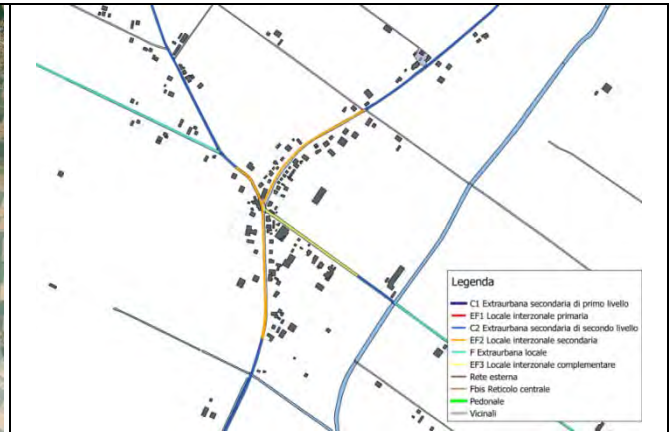 Legenda
C1 Extraurbana secondaria di primo livello
EF1 Locale interzonale primaria
C2 Extraurbana secondaria di secondo livello
EF2 Locale interzonale secondaria
F Extraurbana locale
EF3 Locale interzonale complementare
Rete esterna
Fbis Reticolo centrale
Pedonale
Vicinali